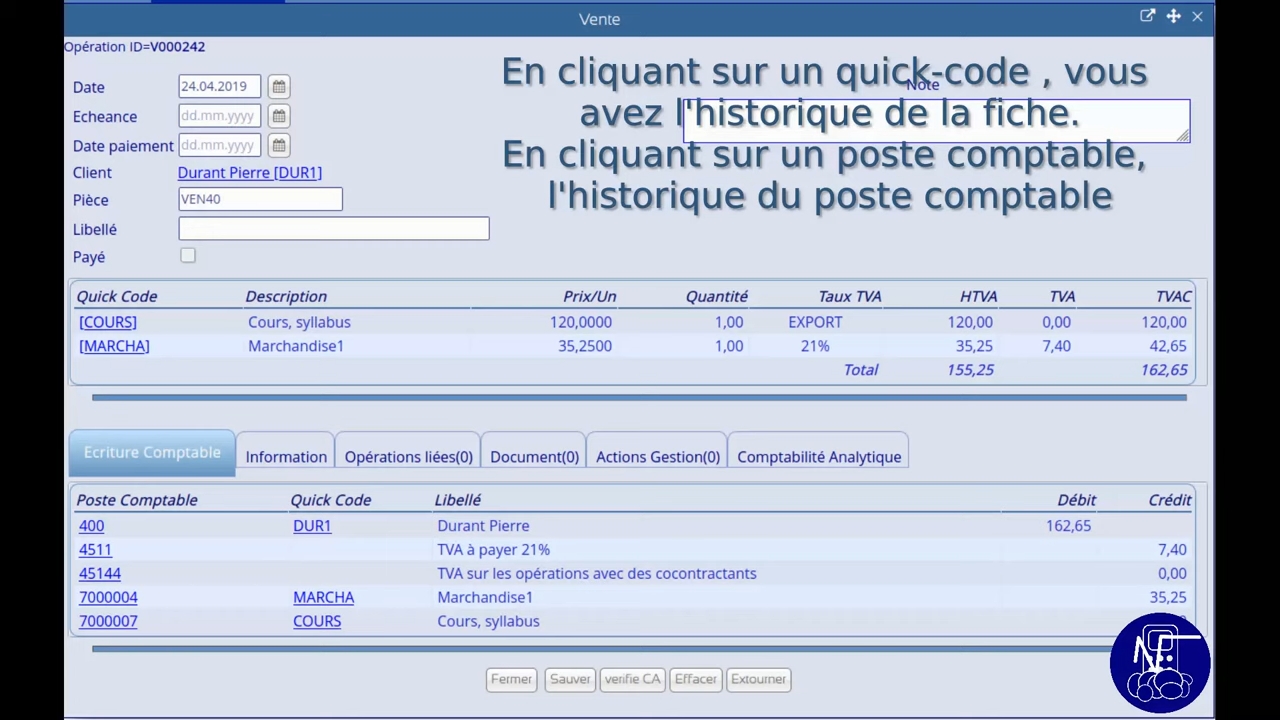 Vente
Opération ID=V000242
En cliquant sur un quick-code , vous
avez l'historique de la fiche.
En cliquant sur un poste comptable,
l'historique du poste comptable
Note
Date 24.04.2019
Echeance dd.mm.yyyy
Date paiement dd.mm.yyyy
Client Durant Pierre [DUR1]
Pièce VEN40
Libellé
Payé
Quick Code Description Prix/Un Quantité Taux TVA HTVA TVA TVAC
[COURS] Cours, syllabus 120,0000 1,00 EXPORT 120,00 0,00 120,00
[MARCHA] Marchandise1 35,2500 1,00 21% 35,25 7,40 42,65
Total 155,25 162,65
Ecriture Comptable Information Opérations liées(0) Document(0) Actions Gestion(0) Comptabilité Analytique
Poste Comptable Quick Code Libellé Débit Crédit
400 DUR1 Durant Pierre 162,65
4511 TVA à payer 21% 7,40
45144 TVA sur les opérations avec des cocontractants 0,00
7000004 MARCHA Marchandise1 35,25
7000007 COURS Cours, syllabus
Fermer Sauver verifie CA Effacer Extourner